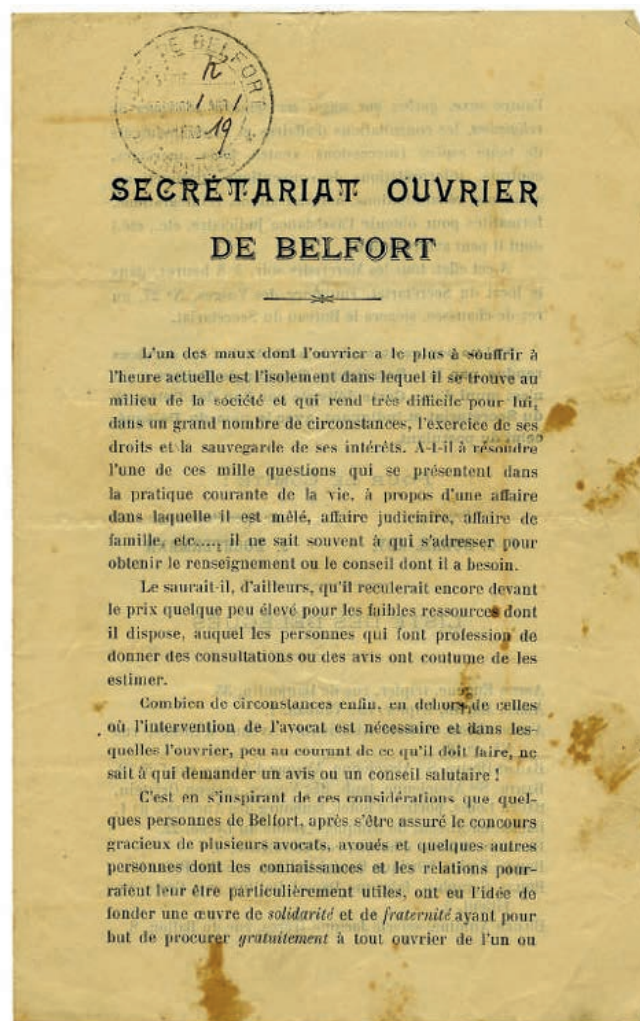 DE BELFORT
R
1 1
19
SECRÉTARIAT OUVRIER
DE BELFORT
L'un des maux dont l'ouvrier a le plus à souffrir à
l'heure actuelle est l'isolement dans lequel il se trouve au
milieu de la société et qui rend très difficile pour lui,
dans un grand nombre de circonstances, l'exercice de ses
droits et la sauvegarde de ses intérêts. A-t-il à résoudre
l'une de ces mille questions qui se présentent dans
la pratique courante de la vie, à propos d'une affaire
dans laquelle il est mêlé, affaire judiciaire, affaire de
famille, etc...., il ne sait souvent à qui s'adresser pour
obtenir le renseignement ou le conseil dont il a besoin.
Le saurait-il, d'ailleurs, qu'il reculerait encore devant
le prix quelque peu élevé pour les faibles ressources dont
il dispose, auquel les personnes qui font profession de
donner des consultations ou des avis ont coutume de les
estimer.
Combien de circonstances enfin, en dehors de celles
où l'intervention de l'avocat est nécessaire et dans les-
quelles l'ouvrier, peu au courant de ce qu'il doit faire, ne
sait à qui demander un avis ou un conseil salutaire !
C'est en s'inspirant de ces considérations que quel-
ques personnes de Belfort, après s'être assuré le concours
gracieux de plusieurs avocats, avoués et quelques autres
personnes dont les connaissances et les relations pour-
raient leur être particulièrement utiles, ont eu l'idée de
fonder une œuvre de solidarité et de fraternité ayant pour
but de procurer gratuitement à tout ouvrier de l'un ou